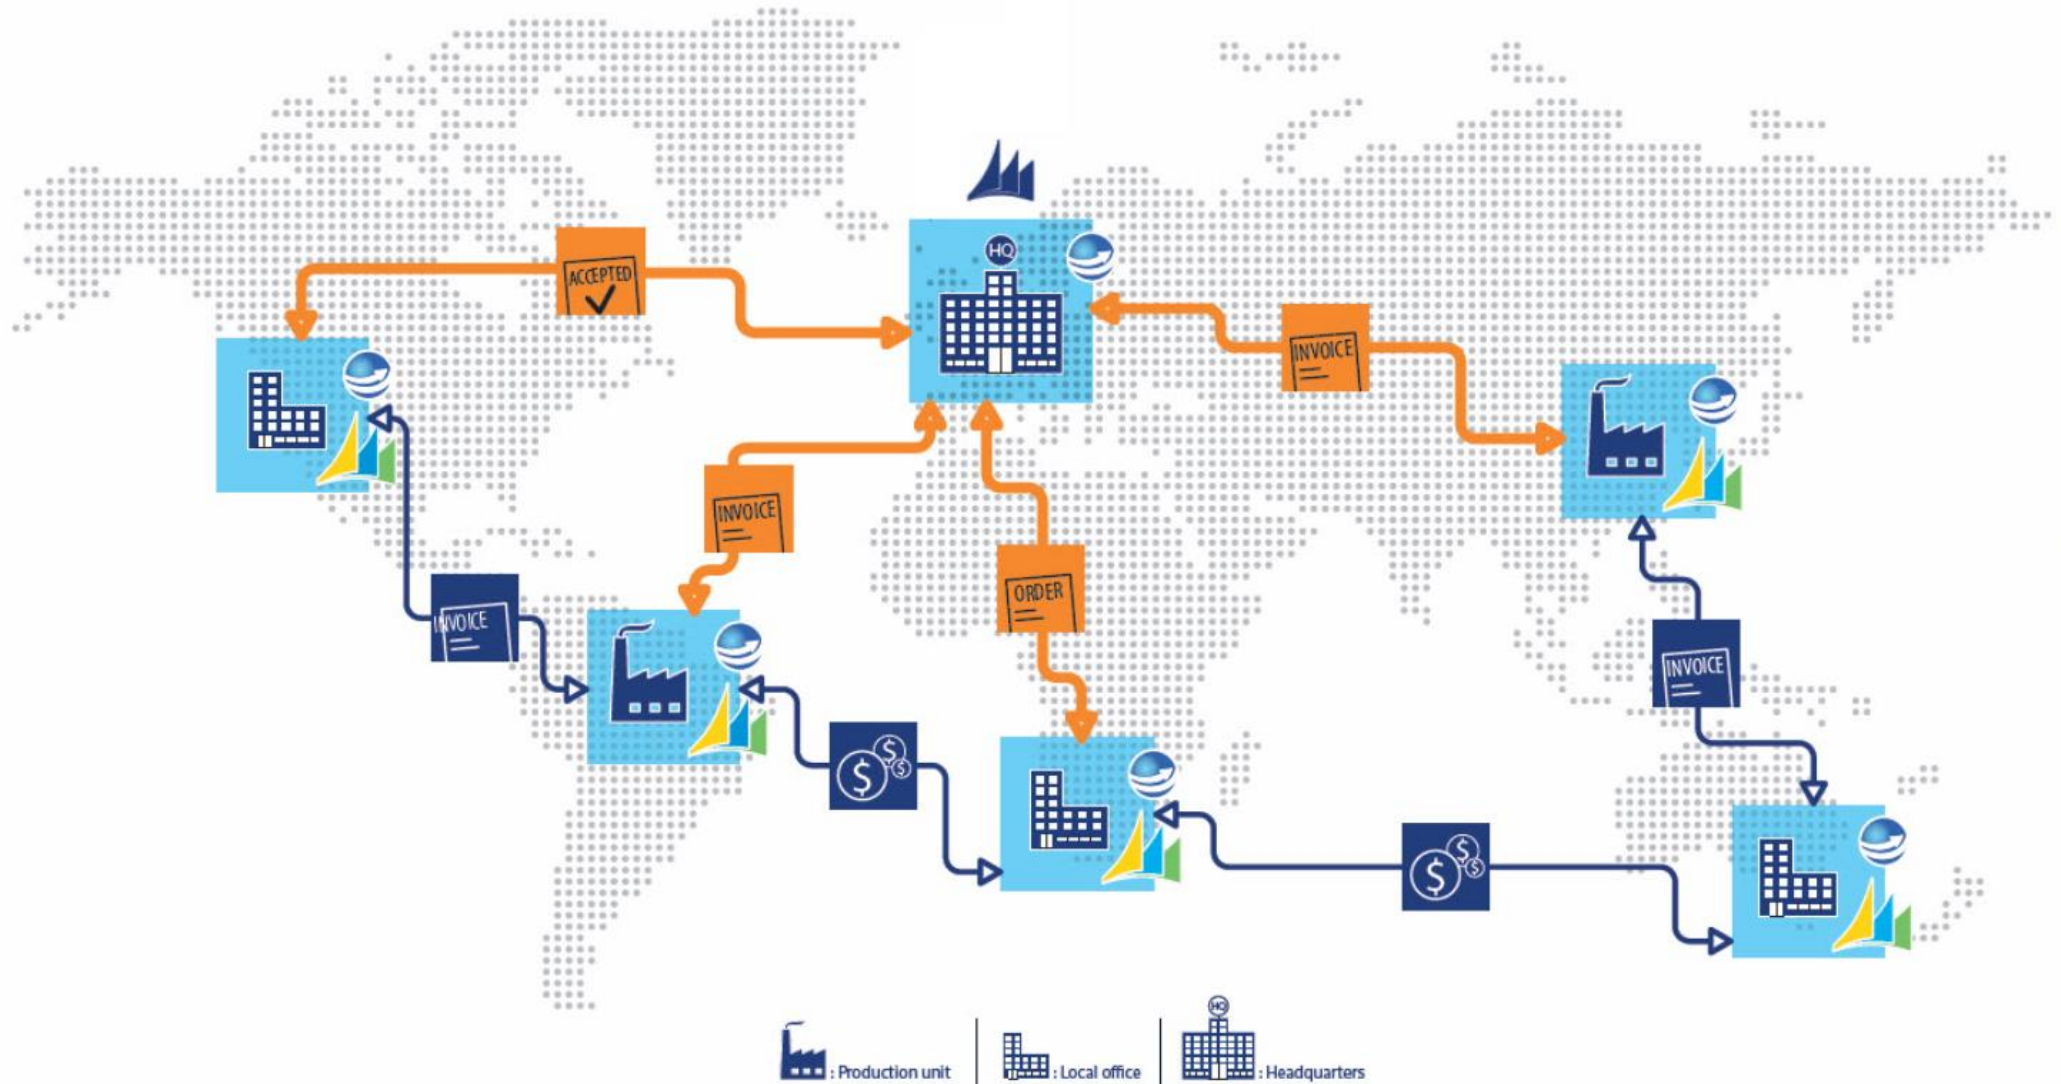 HQ
ACCEPTED
INVOICE
INVOICE
ORDER
INVOICE
INVOICE
$ $ $
$ $ $
HQ
: Production unit
: Local office
: Headquarters